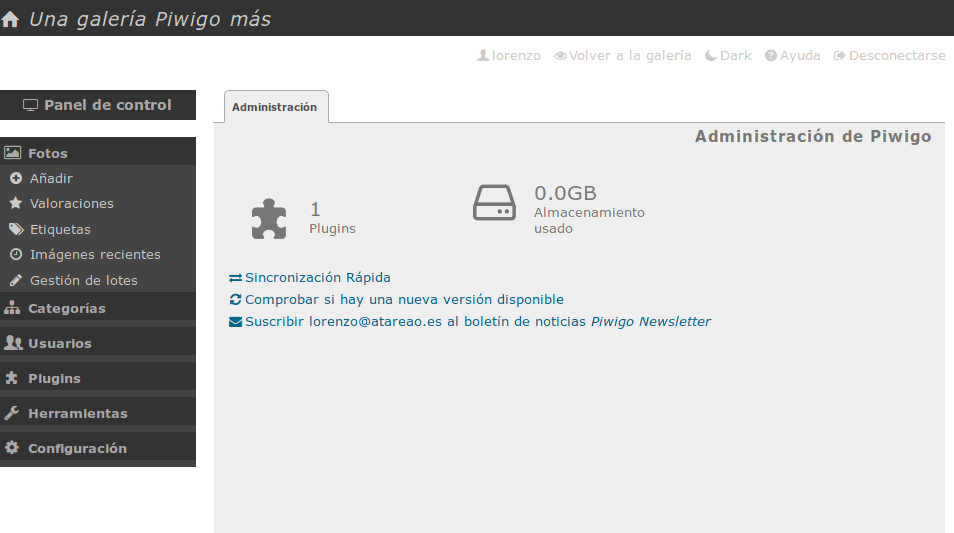 Una galería Piwigo más
lorenzo Volver a la galería Dark Ayuda Desconectarse
Panel de control
Fotos
Añadir
Valoraciones
Etiquetas
Imágenes recientes
Gestión de lotes
Categorías
Usuarios
Plugins
Herramientas
Configuración
Administración
Administración de Piwigo
1
Plugins
0.0GB
Almacenamiento
usado
Sincronización Rápida
Comprobar si hay una nueva versión disponible
Suscribir lorenzo@atareao.es al boletín de noticias Piwigo Newsletter